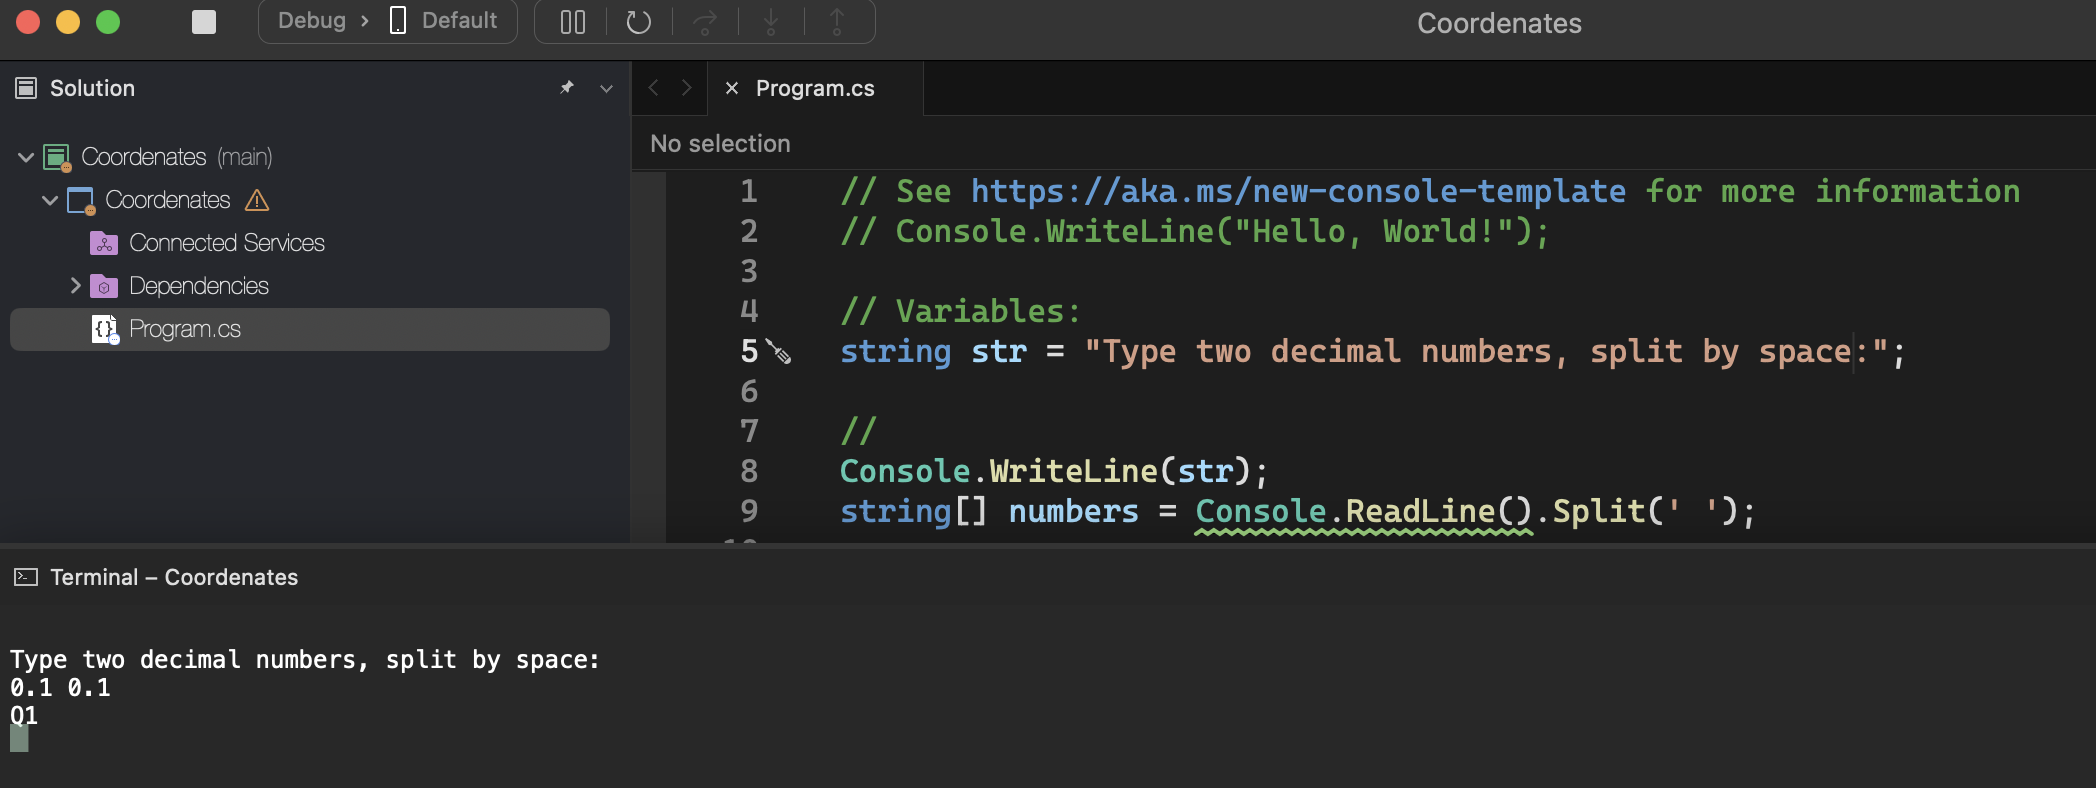 Debug › Default
Coordenates
Solution
Program.cs
No selection
Coordenates (main)
Coordenates
Connected Services
Dependencies
Program.cs
1 // See https://aka.ms/new-console-template for more information
2 // Console.WriteLine("Hello, World!");
3
4 // Variables:
5 string str = "Type two decimal numbers, split by space:";
6
7 //
8 Console.WriteLine(str);
9 string[] numbers = Console.ReadLine().Split(' ');
Terminal – Coordenates
Type two decimal numbers, split by space:
0.1 0.1
Q1